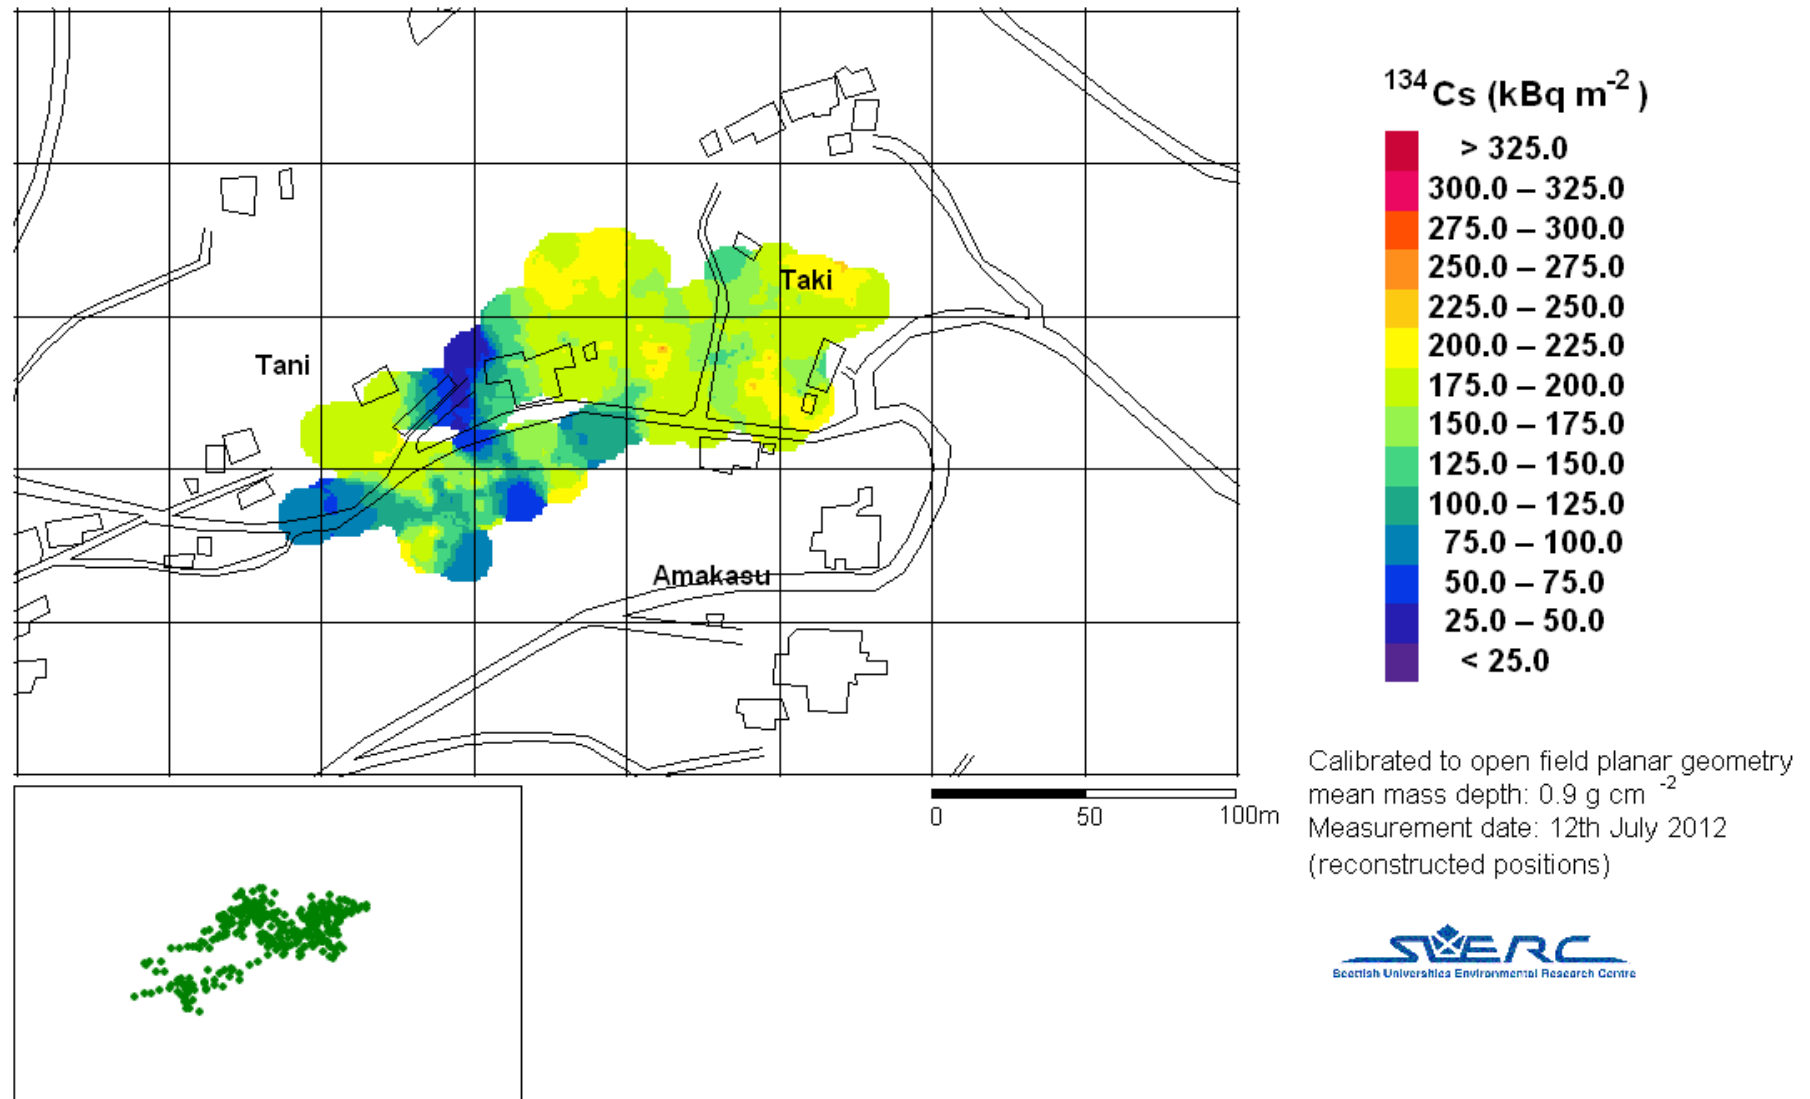 134Cs (kBq m-2)
> 325.0
300.0 – 325.0
275.0 – 300.0
250.0 – 275.0
225.0 – 250.0
200.0 – 225.0
175.0 – 200.0
150.0 – 175.0
125.0 – 150.0
100.0 – 125.0
75.0 – 100.0
50.0 – 75.0
25.0 – 50.0
< 25.0
Taki
Tani
Amakasu
0 50 100m
Calibrated to open field planar geometry
mean mass depth: 0.9 g cm -2
Measurement date: 12th July 2012
(reconstructed positions)
SUERC
Scottish Universities Environmental Research Centre